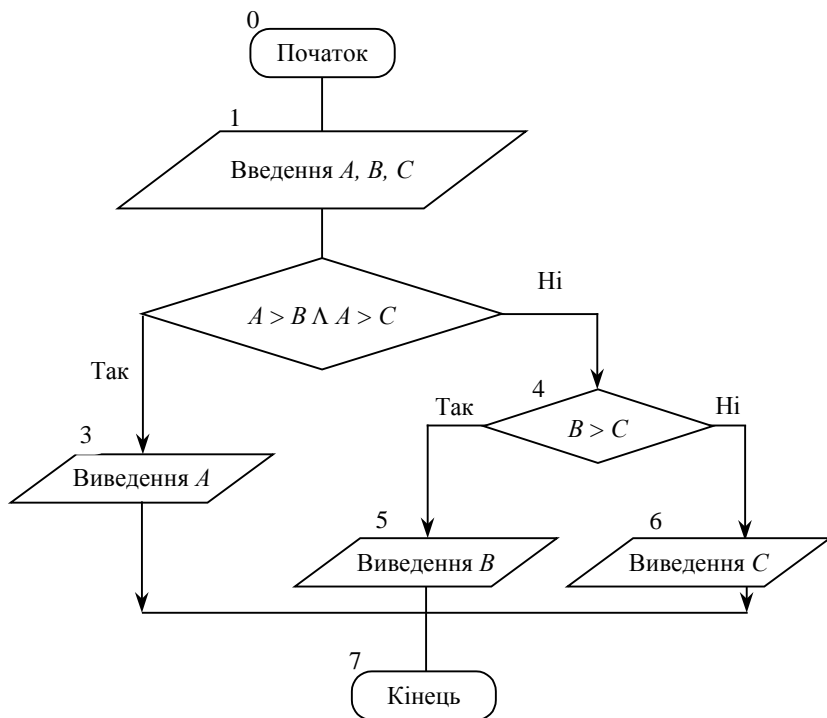 0
Початок
1
Введення A, B, C
A > B Λ A > C
Ні
Так
4
B > C
Так
Ні
3
Виведення A
5
Виведення B
6
Виведення C
7
Кінець